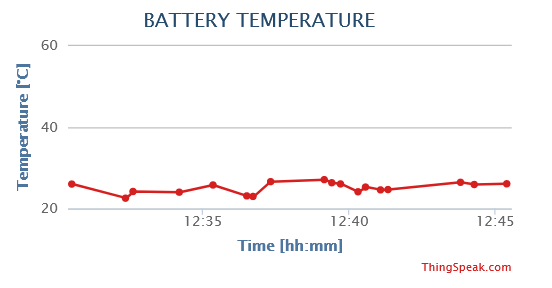 BATTERY TEMPERATURE
60
40
20
Temperature [°C]
12:35 12:40 12:45
Time [hh:mm]
ThingSpeak.com